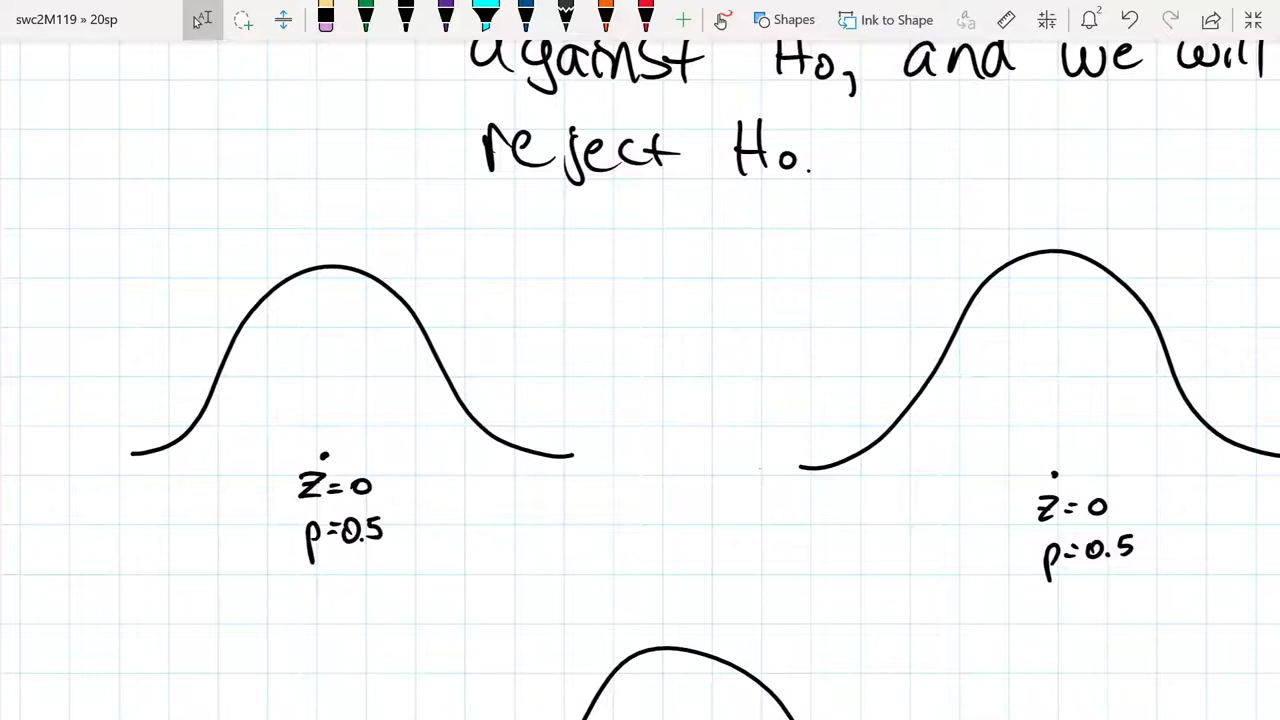 swc2M119 » 20sp
Shapes
Ink to Shape
2
against Ho, and we will
reject Ho.
z=0
p=0.5
z=0
p=0.5